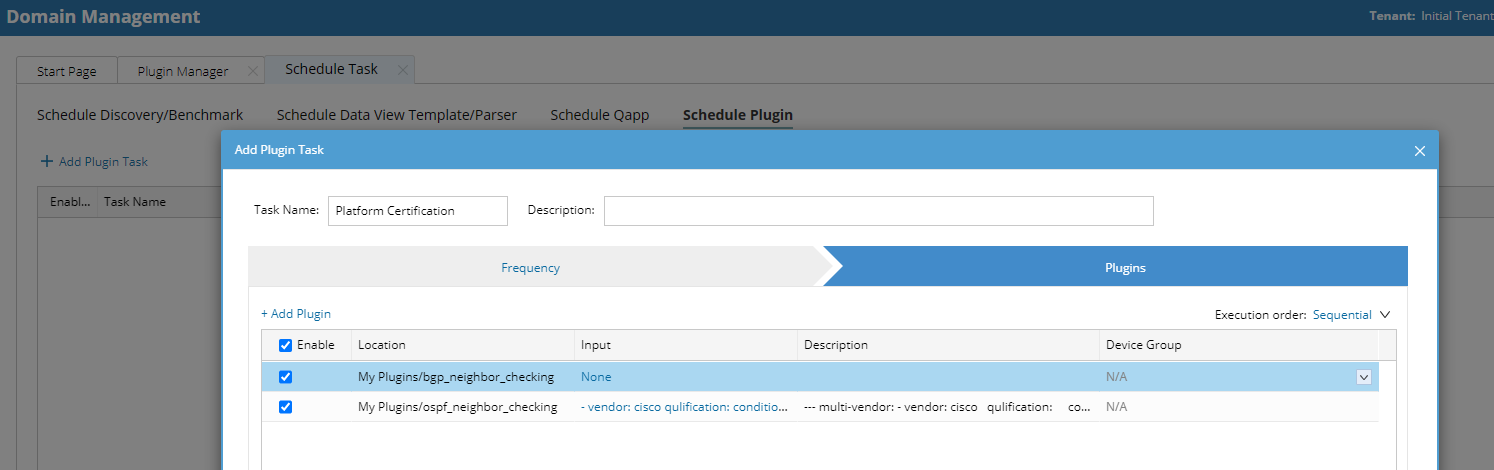 Domain Management
Tenant: Initial Tenant
Start Page
Plugin Manager
Schedule Task
Schedule Discovery/Benchmark
Schedule Data View Template/Parser
Schedule Qapp
Schedule Plugin
+ Add Plugin Task
Enabl... Task Name
Add Plugin Task
Task Name: Platform Certification
Description:
Frequency
Plugins
+ Add Plugin
Execution order: Sequential
Enable Location Input Description Device Group
My Plugins/bgp_neighbor_checking None N/A
My Plugins/ospf_neighbor_checking - vendor: cisco qulification: conditio... --- multi-vendor: - vendor: cisco qulification: co... N/A